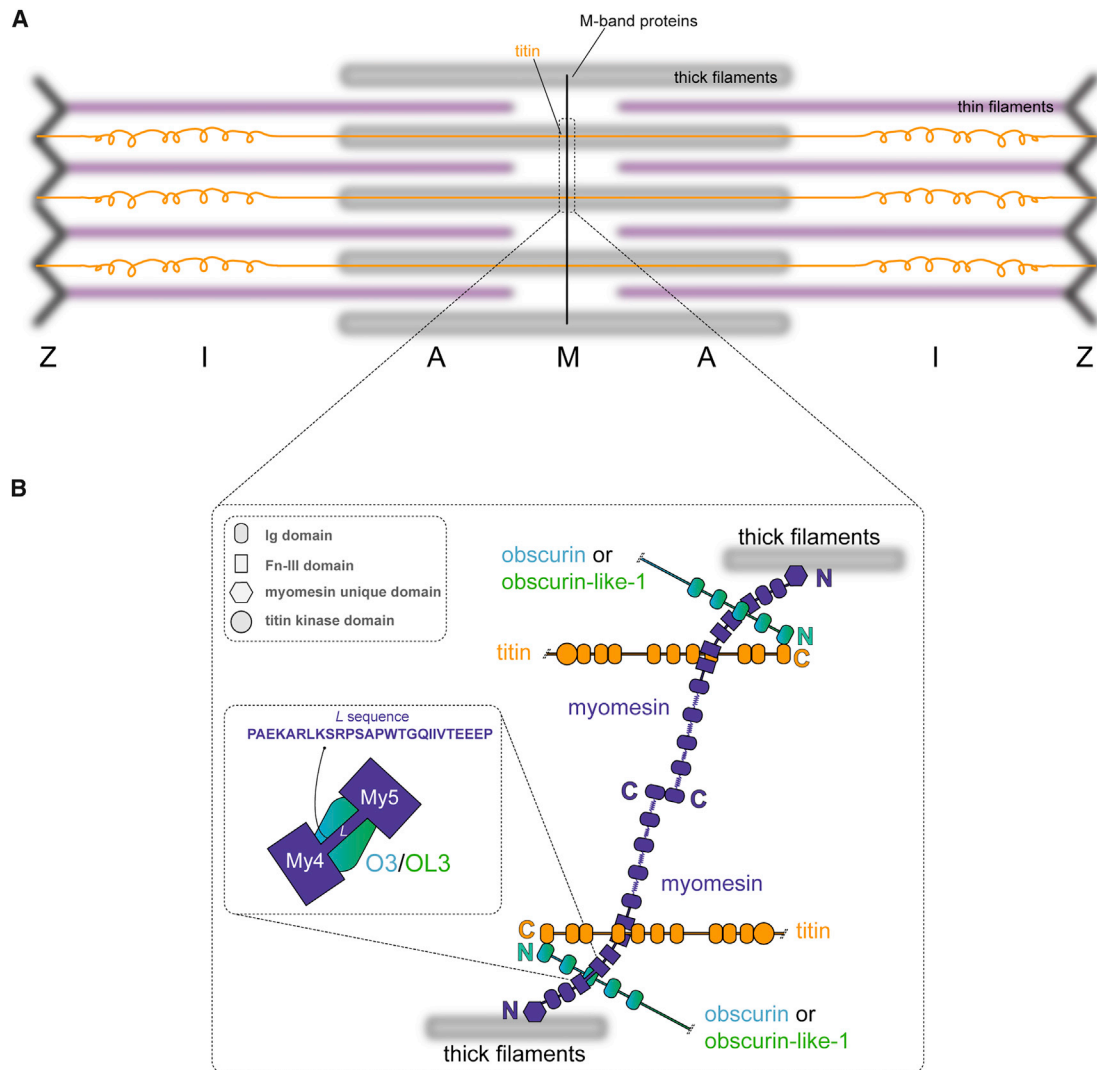 A
M-band proteins
titin
thick filaments
thin filaments
Z I A M A I Z
B
Ig domain
Fn-III domain
myomesin unique domain
titin kinase domain
thick filaments
obscurin or
obscurin-like-1
N
N
titin
C
myomesin
L sequence
PAEKARLKSRPSAPWTGQIIVTEEEP
My5
L
My4
O3/OL3
C C
myomesin
C
titin
N
N
obscurin or
obscurin-like-1
thick filaments